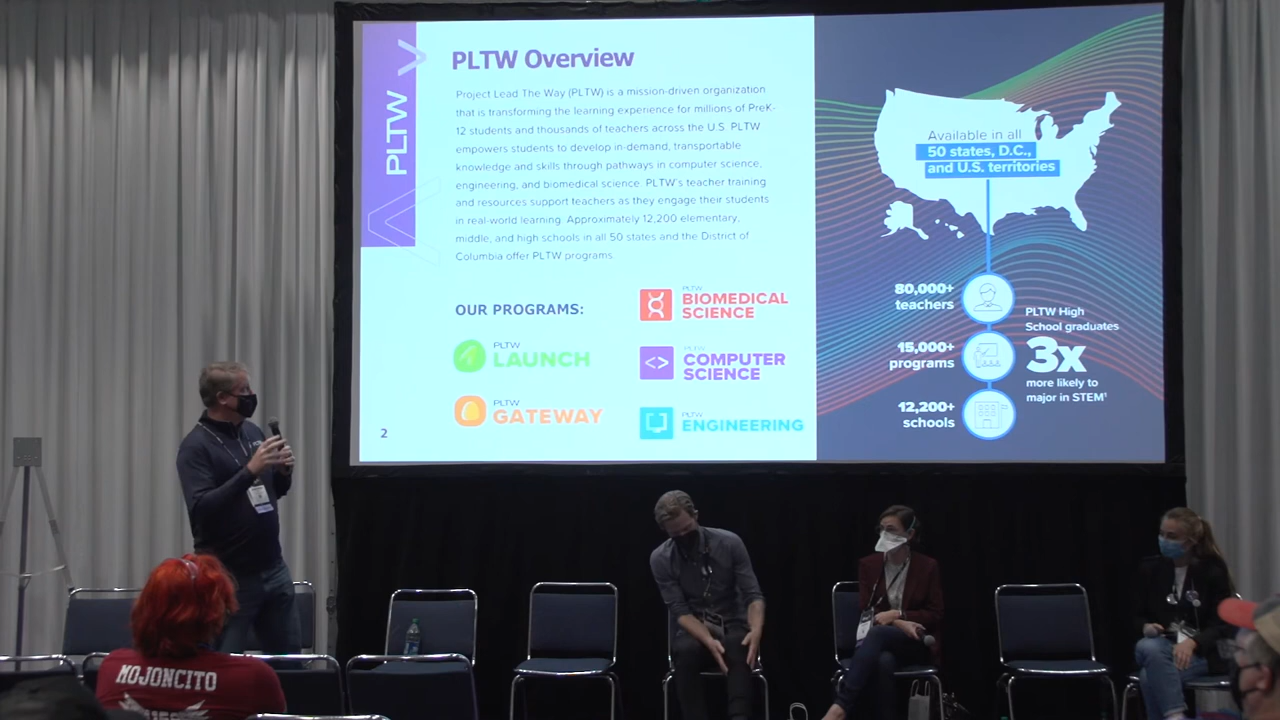 PLTW
PLTW Overview
Project Lead The Way (PLTW) is a mission-driven organization
that is transforming the learning experience for millions of PreK-
12 students and thousands of teachers across the U.S. PLTW
empowers students to develop in-demand, transportable
knowledge and skills through pathways in computer science,
engineering, and biomedical science. PLTW's teacher training
and resources support teachers as they engage their students
in real-world learning. Approximately 12,200 elementary,
middle, and high schools in all 50 states and the District of
Columbia offer PLTW programs.
OUR PROGRAMS:
PLTW
LAUNCH
PLTW
GATEWAY
PLTW
BIOMEDICAL
SCIENCE
PLTW
COMPUTER
SCIENCE
PLTW
ENGINEERING
2
Available in all
50 states, D.C.,
and U.S. territories
80,000+
teachers
15,000+
programs
12,200+
schools
PLTW High
School graduates
3x
more likely to
major in STEM¹
MOJONCITO